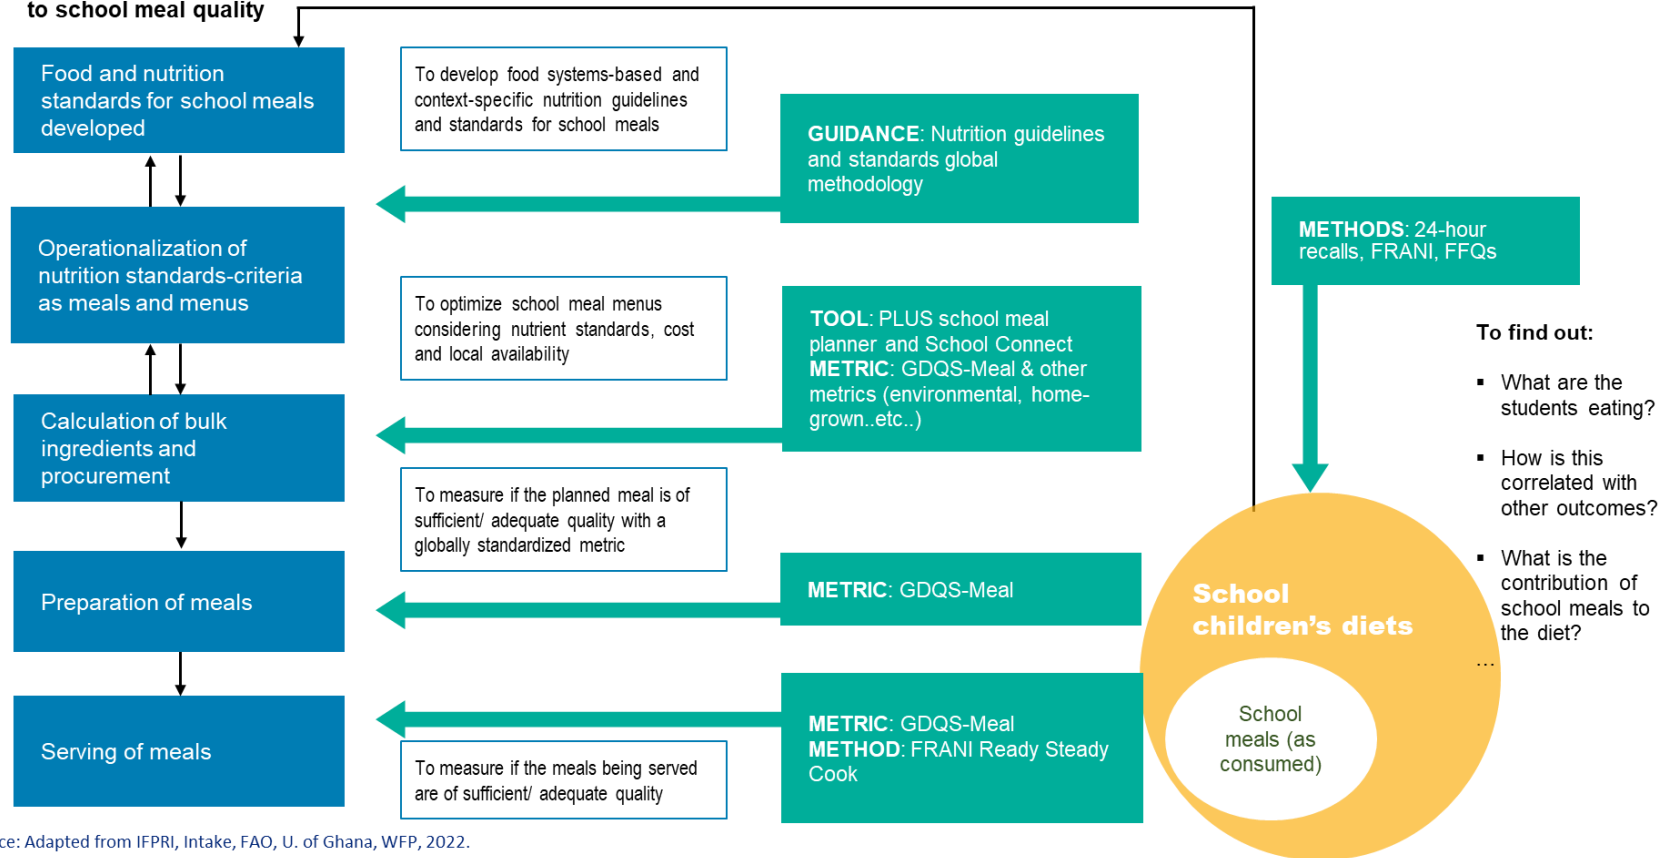 to school meal quality
Food and nutrition
standards for school meals
developed
Operationalization of
nutrition standards-criteria
as meals and menus
Calculation of bulk
ingredients and
procurement
Preparation of meals
Serving of meals
To develop food systems-based and
context-specific nutrition guidelines
and standards for school meals
To optimize school meal menus
considering nutrient standards, cost
and local availability
To measure if the planned meal is of
sufficient/ adequate quality with a
globally standardized metric
To measure if the meals being served
are of sufficient/ adequate quality
GUIDANCE: Nutrition guidelines
and standards global
methodology
TOOL: PLUS school meal
planner and School Connect
METRIC: GDQS-Meal & other
metrics (environmental, home-
grown..etc..)
METRIC: GDQS-Meal
METRIC: GDQS-Meal
METHOD: FRANI Ready Steady
Cook
METHODS: 24-hour
recalls, FRANI, FFQs
School
children's diets
School
meals (as
consumed)
To find out:
▪ What are the
students eating?
▪ How is this
correlated with
other outcomes?
▪ What is the
contribution of
school meals to
the diet?
...
ce: Adapted from IFPRI, Intake, FAO, U. of Ghana, WFP, 2022.